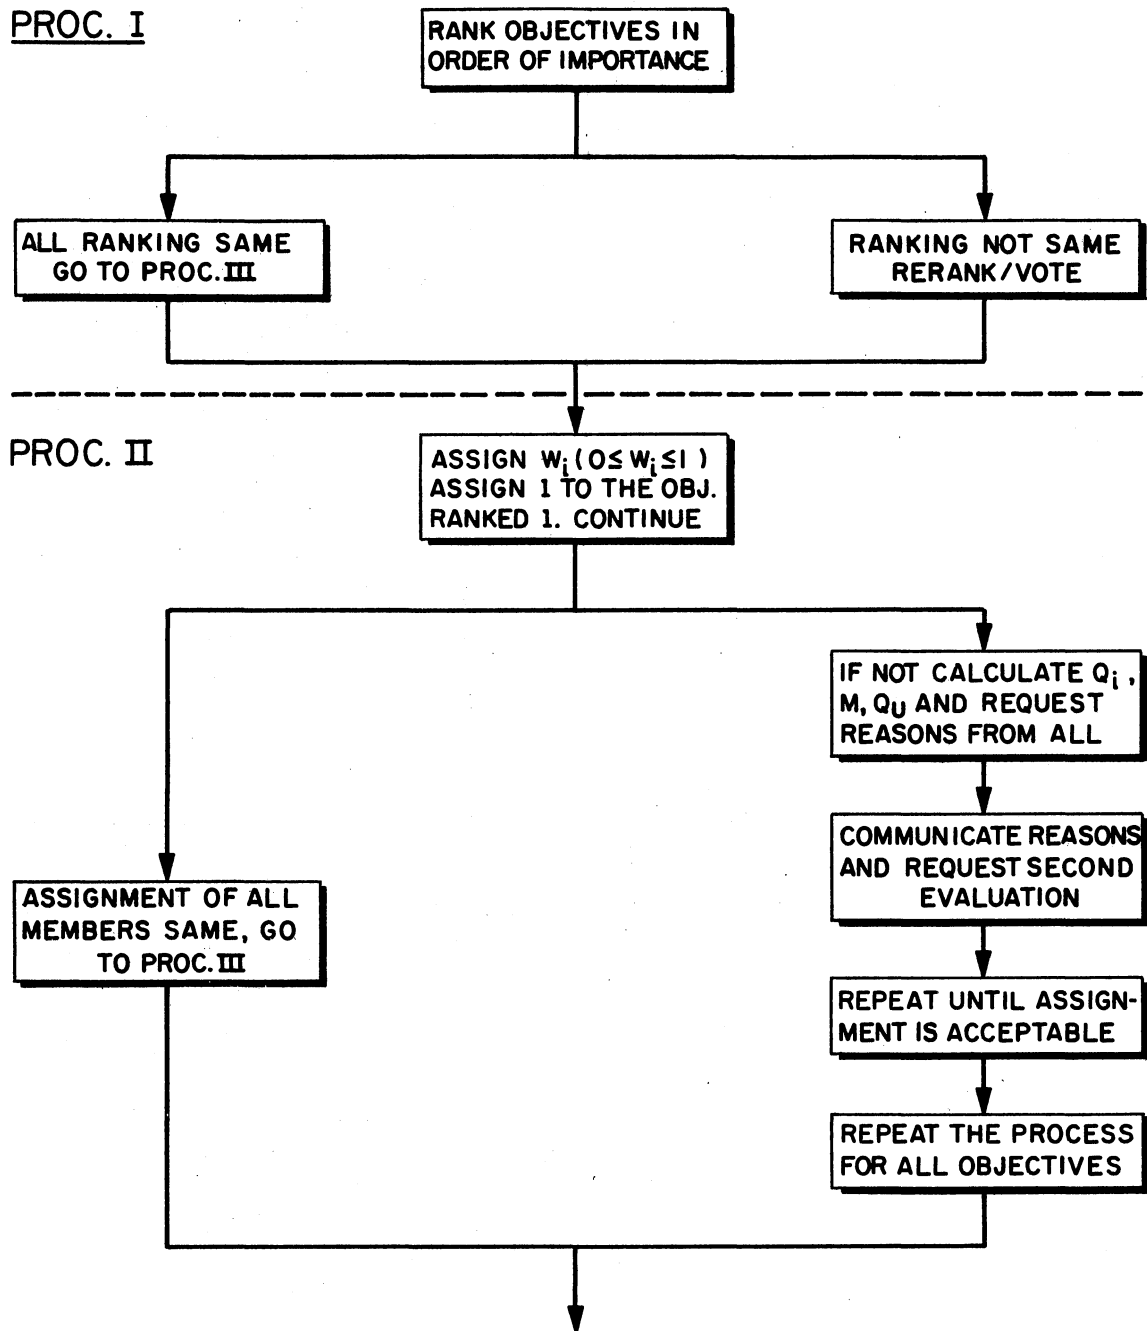 PROC. I
RANK OBJECTIVES IN
ORDER OF IMPORTANCE
ALL RANKING SAME
GO TO PROC. III
RANKING NOT SAME
RERANK/VOTE
PROC. II
ASSIGN Wi (0≤ Wi ≤1)
ASSIGN 1 TO THE OBJ.
RANKED 1. CONTINUE
IF NOT CALCULATE Qi,
M, QU AND REQUEST
REASONS FROM ALL
COMMUNICATE REASONS
AND REQUEST SECOND
EVALUATION
ASSIGNMENT OF ALL
MEMBERS SAME, GO
TO PROC. III
REPEAT UNTIL ASSIGN-
MENT IS ACCEPTABLE
REPEAT THE PROCESS
FOR ALL OBJECTIVES